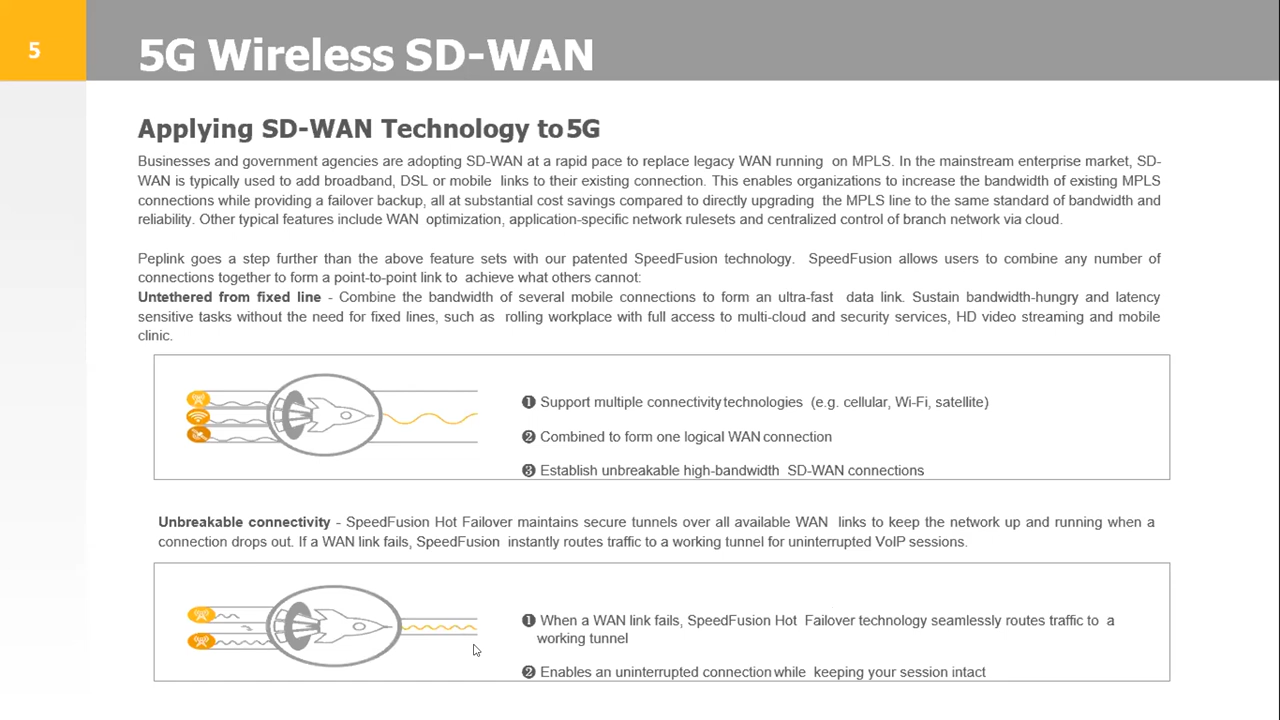 5
5G Wireless SD-WAN
Applying SD-WAN Technology to 5G
Businesses and government agencies are adopting SD-WAN at a rapid pace to replace legacy WAN running on MPLS. In the mainstream enterprise market, SD-
WAN is typically used to add broadband, DSL or mobile links to their existing connection. This enables organizations to increase the bandwidth of existing MPLS
connections while providing a failover backup, all at substantial cost savings compared to directly upgrading the MPLS line to the same standard of bandwidth and
reliability. Other typical features include WAN optimization, application-specific network rulesets and centralized control of branch network via cloud.
Peplink goes a step further than the above feature sets with our patented SpeedFusion technology. SpeedFusion allows users to combine any number of
connections together to form a point-to-point link to achieve what others cannot:
Untethered from fixed line - Combine the bandwidth of several mobile connections to form an ultra-fast data link. Sustain bandwidth-hungry and latency
sensitive tasks without the need for fixed lines, such as rolling workplace with full access to multi-cloud and security services, HD video streaming and mobile
clinic.
❶ Support multiple connectivity technologies (e.g. cellular, Wi-Fi, satellite)
❷ Combined to form one logical WAN connection
❸ Establish unbreakable high-bandwidth SD-WAN connections
Unbreakable connectivity - SpeedFusion Hot Failover maintains secure tunnels over all available WAN links to keep the network up and running when a
connection drops out. If a WAN link fails, SpeedFusion instantly routes traffic to a working tunnel for uninterrupted VoIP sessions.
❶ When a WAN link fails, SpeedFusion Hot Failover technology seamlessly routes traffic to a
working tunnel
❷ Enables an uninterrupted connection while keeping your session intact